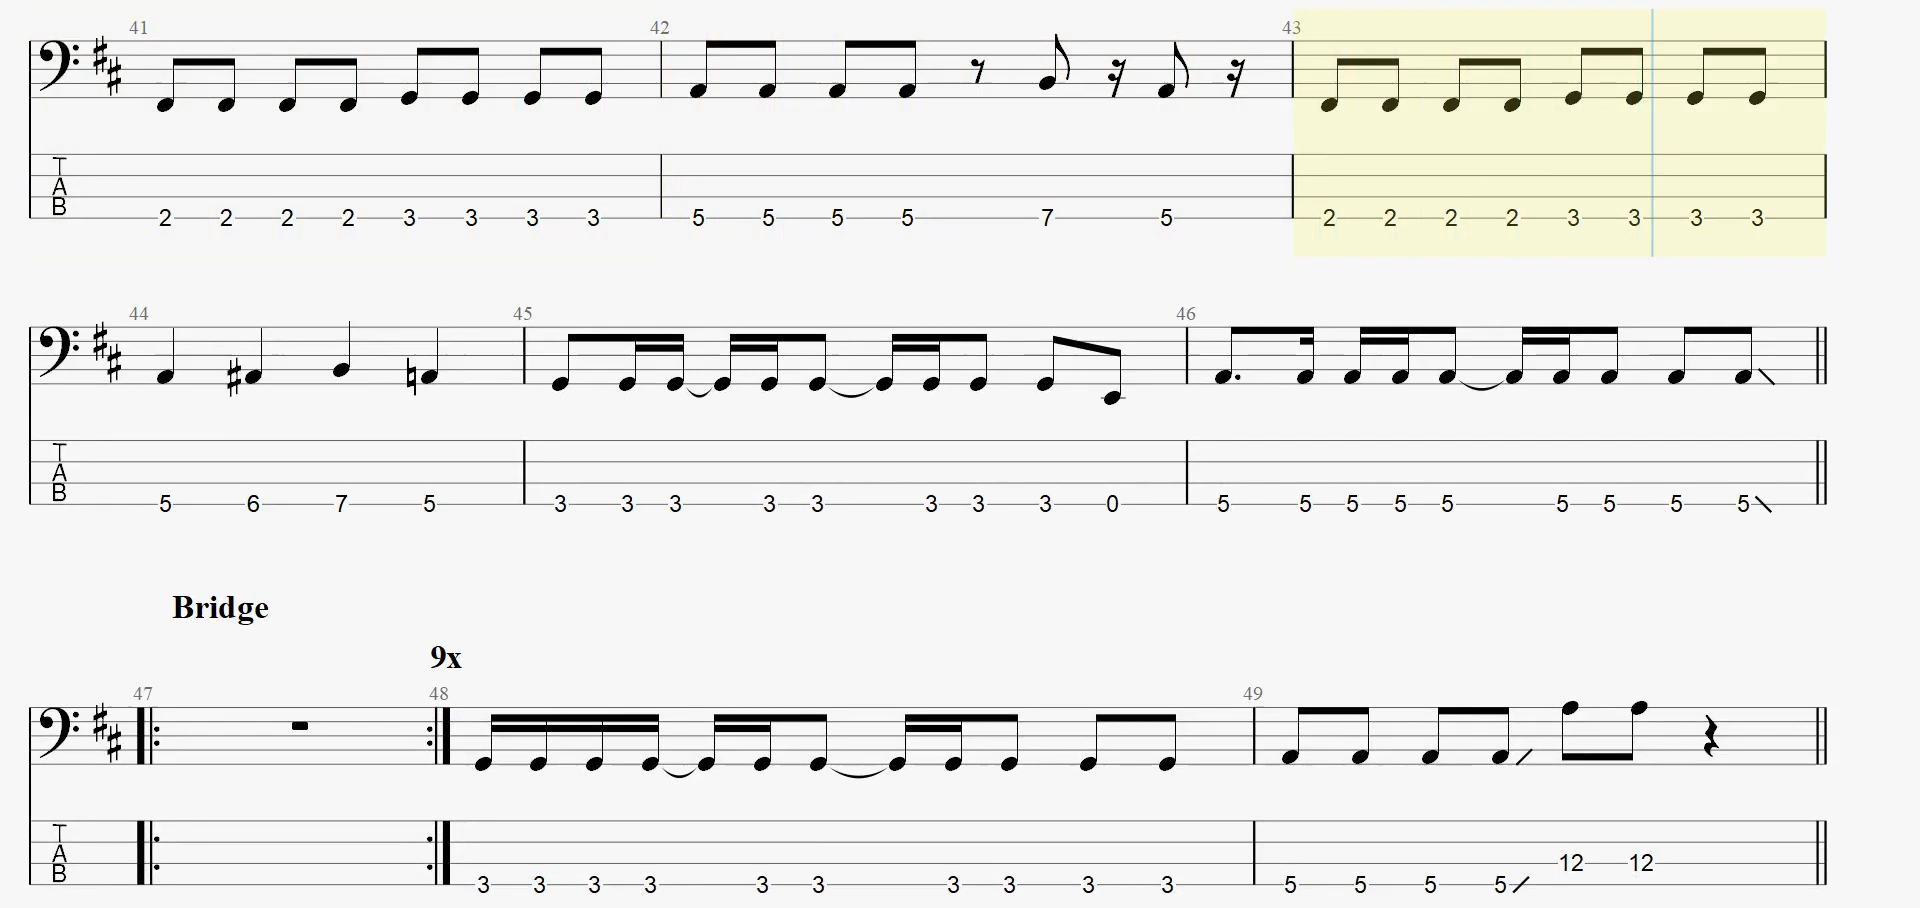 41 42 43
T
A
B
2 2 2 2 3 3 3 3 5 5 5 5 7 5 2 2 2 2 3 3 3 3
44 45 46
T
A
B
5 6 7 5 3 3 3 3 3 3 3 3 0 5 5 5 5 5 5 5 5 5
Bridge
9x
47 48 49
T
A
B
12 12
3 3 3 3 3 3 3 3 3 3 5 5 5 5